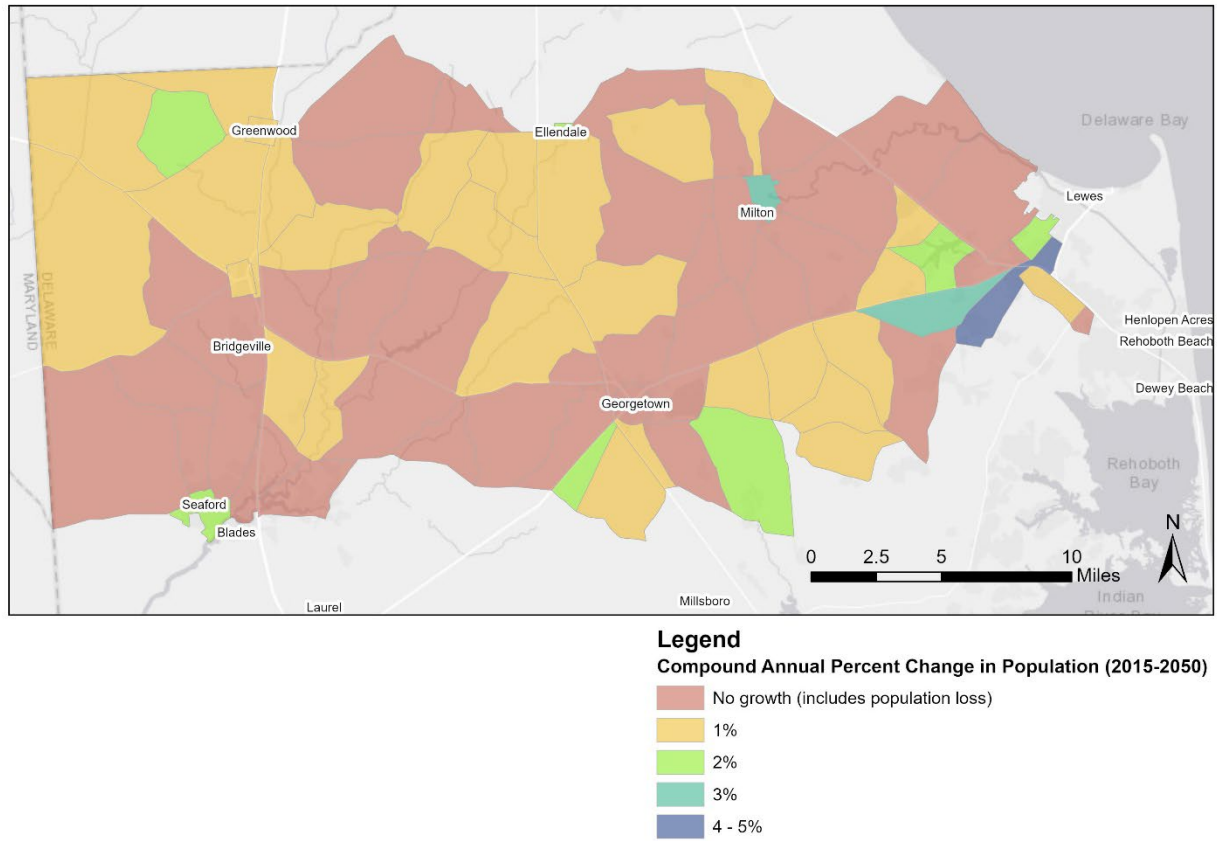 Delaware Bay
Greenwood
Ellendale
Lewes
Milton
DELAWARE
MARYLAND
Henlopen Acres
Bridgeville
Rehoboth Beach
Dewey Beach
Georgetown
Rehoboth
Bay
Seaford
Blades
N
0 2.5 5 10
Miles
Laurel
Millsboro
Indian
River Bay
Legend
Compound Annual Percent Change in Population (2015-2050)
No growth (includes population loss)
1%
2%
3%
4 - 5%